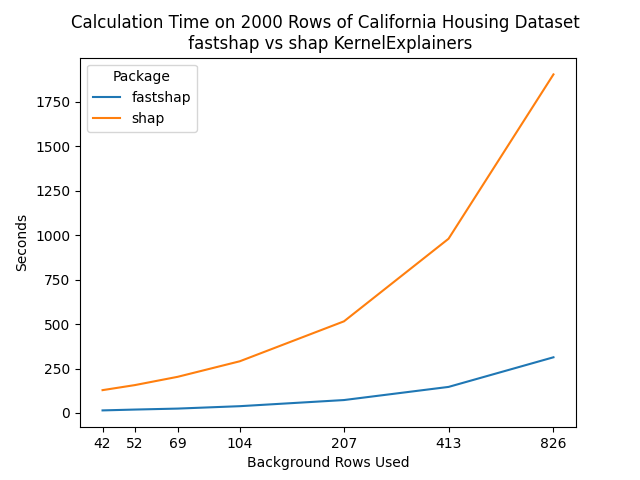 Calculation Time on 2000 Rows of California Housing Dataset
fastshap vs shap KernelExplainers
Package
fastshap
shap
Seconds
1750
1500
1250
1000
750
500
250
0
42 52 69 104 207 413 826
Background Rows Used